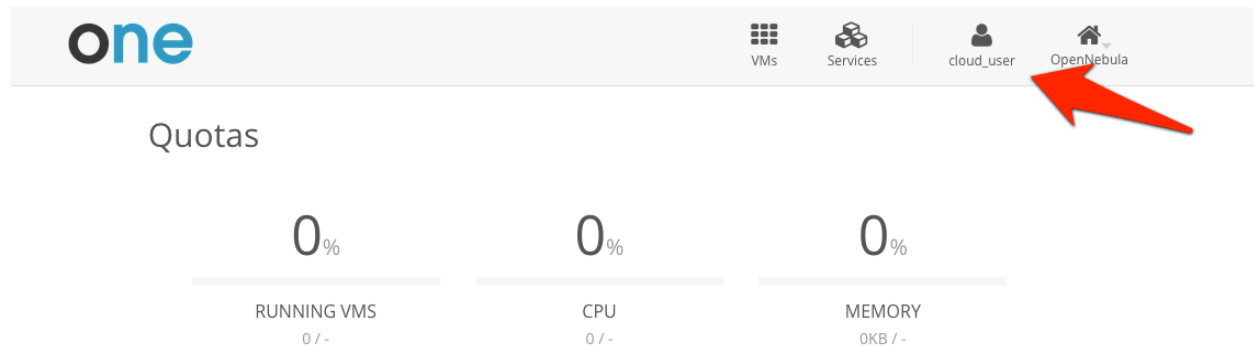 one
VMs Services cloud_user OpenNebula
Quotas
0% 0% 0%
RUNNING VMS CPU MEMORY
0 / - 0 / - 0KB / -